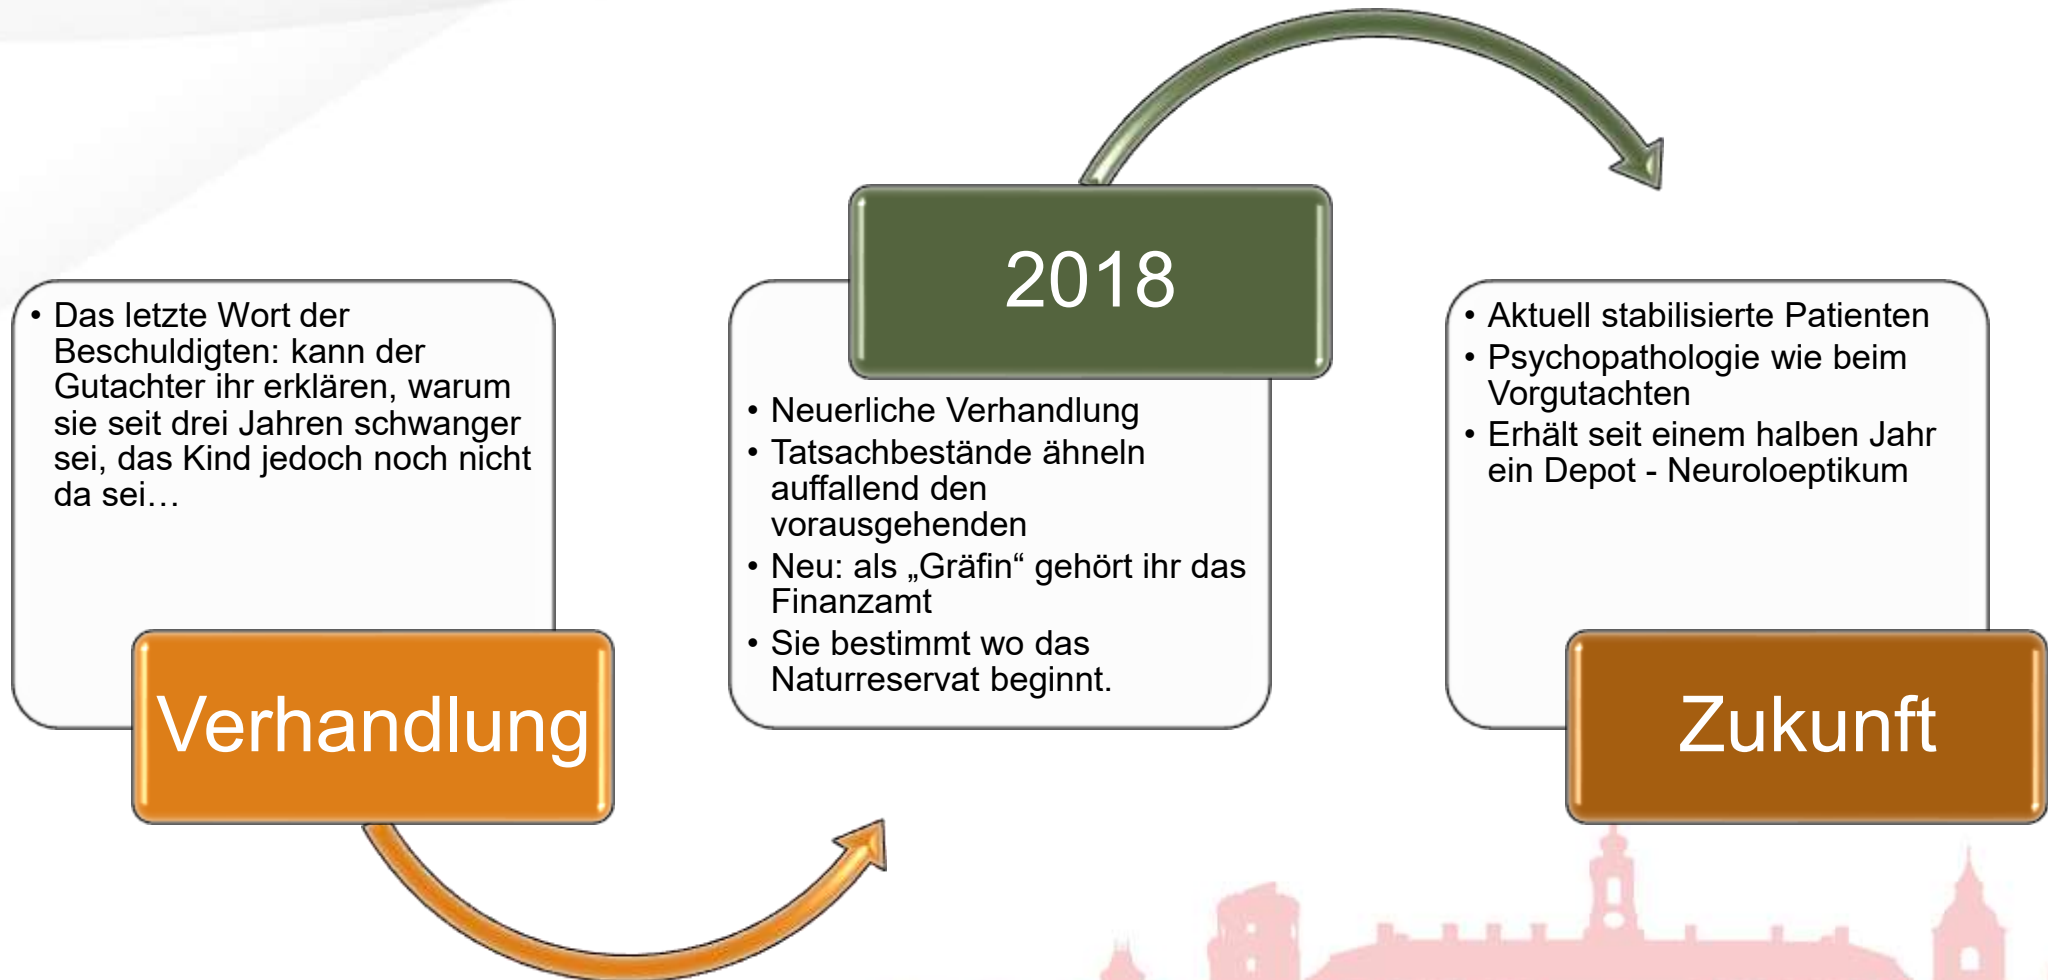 • Das letzte Wort der
Beschuldigten: kann der
Gutachter ihr erklären, warum
sie seit drei Jahren schwanger
sei, das Kind jedoch noch nicht
da sei…
Verhandlung
2018
• Neuerliche Verhandlung
• Tatsachbestände ähneln
auffallend den
vorausgehenden
• Neu: als „Gräfin“ gehört ihr das
Finanzamt
• Sie bestimmt wo das
Naturreservat beginnt.
• Aktuell stabilisierte Patienten
• Psychopathologie wie beim
Vorgutachten
• Erhält seit einem halben Jahr
ein Depot - Neuroloeptikum
Zukunft